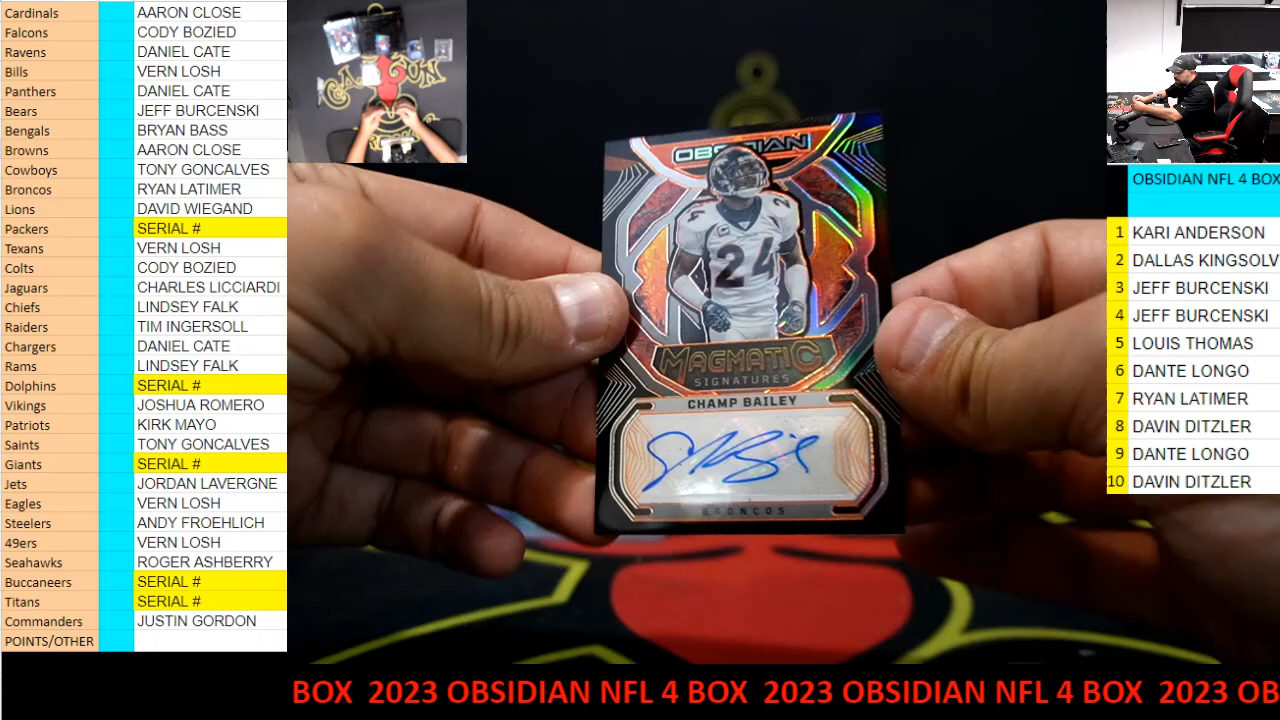 Cardinals AARON CLOSE
Falcons CODY BOZIED
Ravens DANIEL CATE
Bills VERN LOSH
Panthers DANIEL CATE
Bears JEFF BURCENSKI
Bengals BRYAN BASS
Browns AARON CLOSE
Cowboys TONY GONCALVES
Broncos RYAN LATIMER
Lions DAVID WIEGAND
Packers SERIAL #
Texans VERN LOSH
Colts CODY BOZIED
Jaguars CHARLES LICCIARDI
Chiefs LINDSEY FALK
Raiders TIM INGERSOLL
Chargers DANIEL CATE
Rams LINDSEY FALK
Dolphins SERIAL #
Vikings JOSHUA ROMERO
Patriots KIRK MAYO
Saints TONY GONCALVES
Giants SERIAL #
Jets JORDAN LAVERGNE
Eagles VERN LOSH
Steelers ANDY FROEHLICH
49ers VERN LOSH
Seahawks ROGER ASHBERRY
Buccaneers SERIAL #
Titans SERIAL #
Commanders JUSTIN GORDON
POINTS/OTHER
OBSIDIAN
24
24
MAGMATIC
SIGNATURES
CHAMP BAILEY
BRONCOS
OBSIDIAN NFL 4 BOX
1 KARI ANDERSON
2 DALLAS KINGSOLV
3 JEFF BURCENSKI
4 JEFF BURCENSKI
5 LOUIS THOMAS
6 DANTE LONGO
7 RYAN LATIMER
8 DAVIN DITZLER
9 DANTE LONGO
10 DAVIN DITZLER
BOX 2023 OBSIDIAN NFL 4 BOX 2023 OBSIDIAN NFL 4 BOX 2023 OB